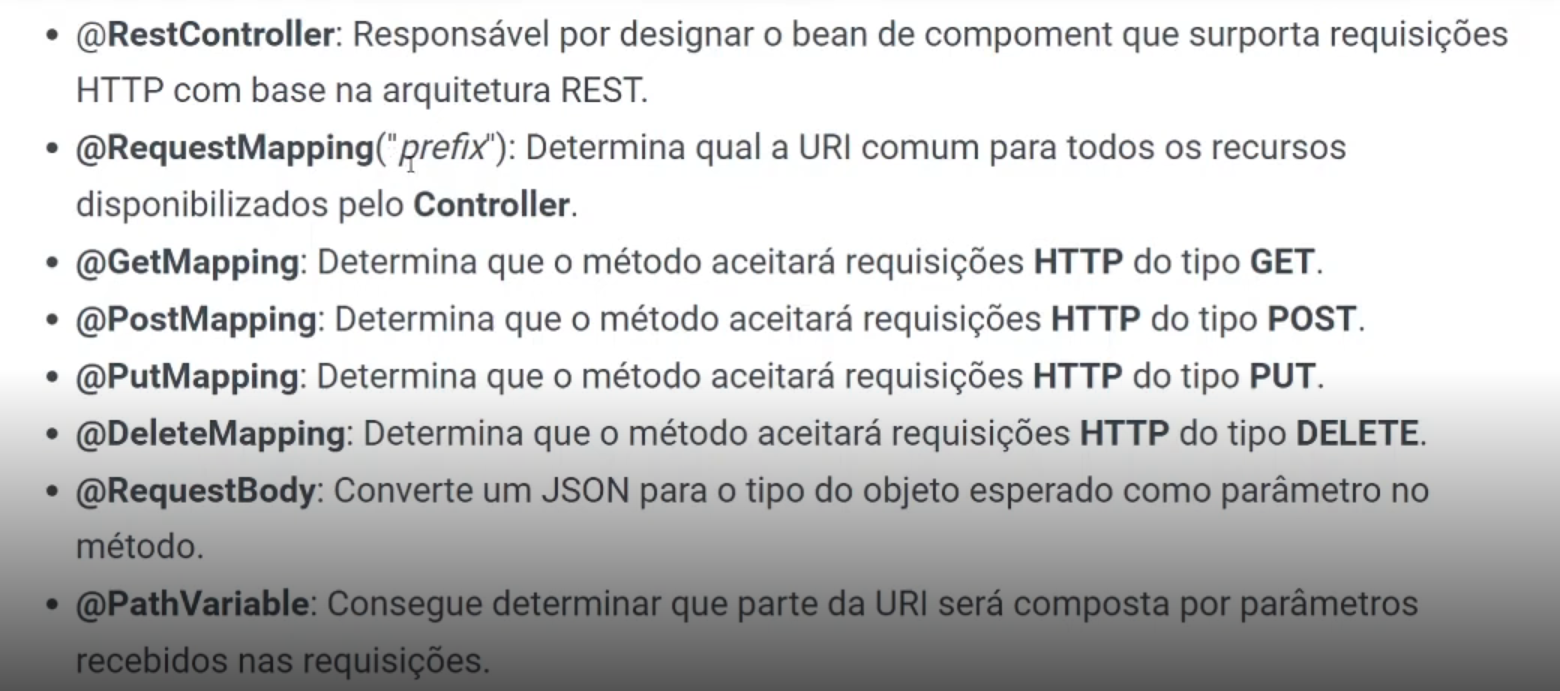 • @RestController: Responsável por designar o bean de compoment que surporta requisições
HTTP com base na arquitetura REST.
• @RequestMapping("prefix"): Determina qual a URI comum para todos os recursos
disponibilizados pelo Controller.
• @GetMapping: Determina que o método aceitará requisições HTTP do tipo GET.
• @PostMapping: Determina que o método aceitará requisições HTTP do tipo POST.
• @PutMapping: Determina que o método aceitará requisições HTTP do tipo PUT.
• @DeleteMapping: Determina que o método aceitará requisições HTTP do tipo DELETE.
• @RequestBody: Converte um JSON para o tipo do objeto esperado como parâmetro no
método.
• @PathVariable: Consegue determinar que parte da URI será composta por parâmetros
recebidos nas requisições.